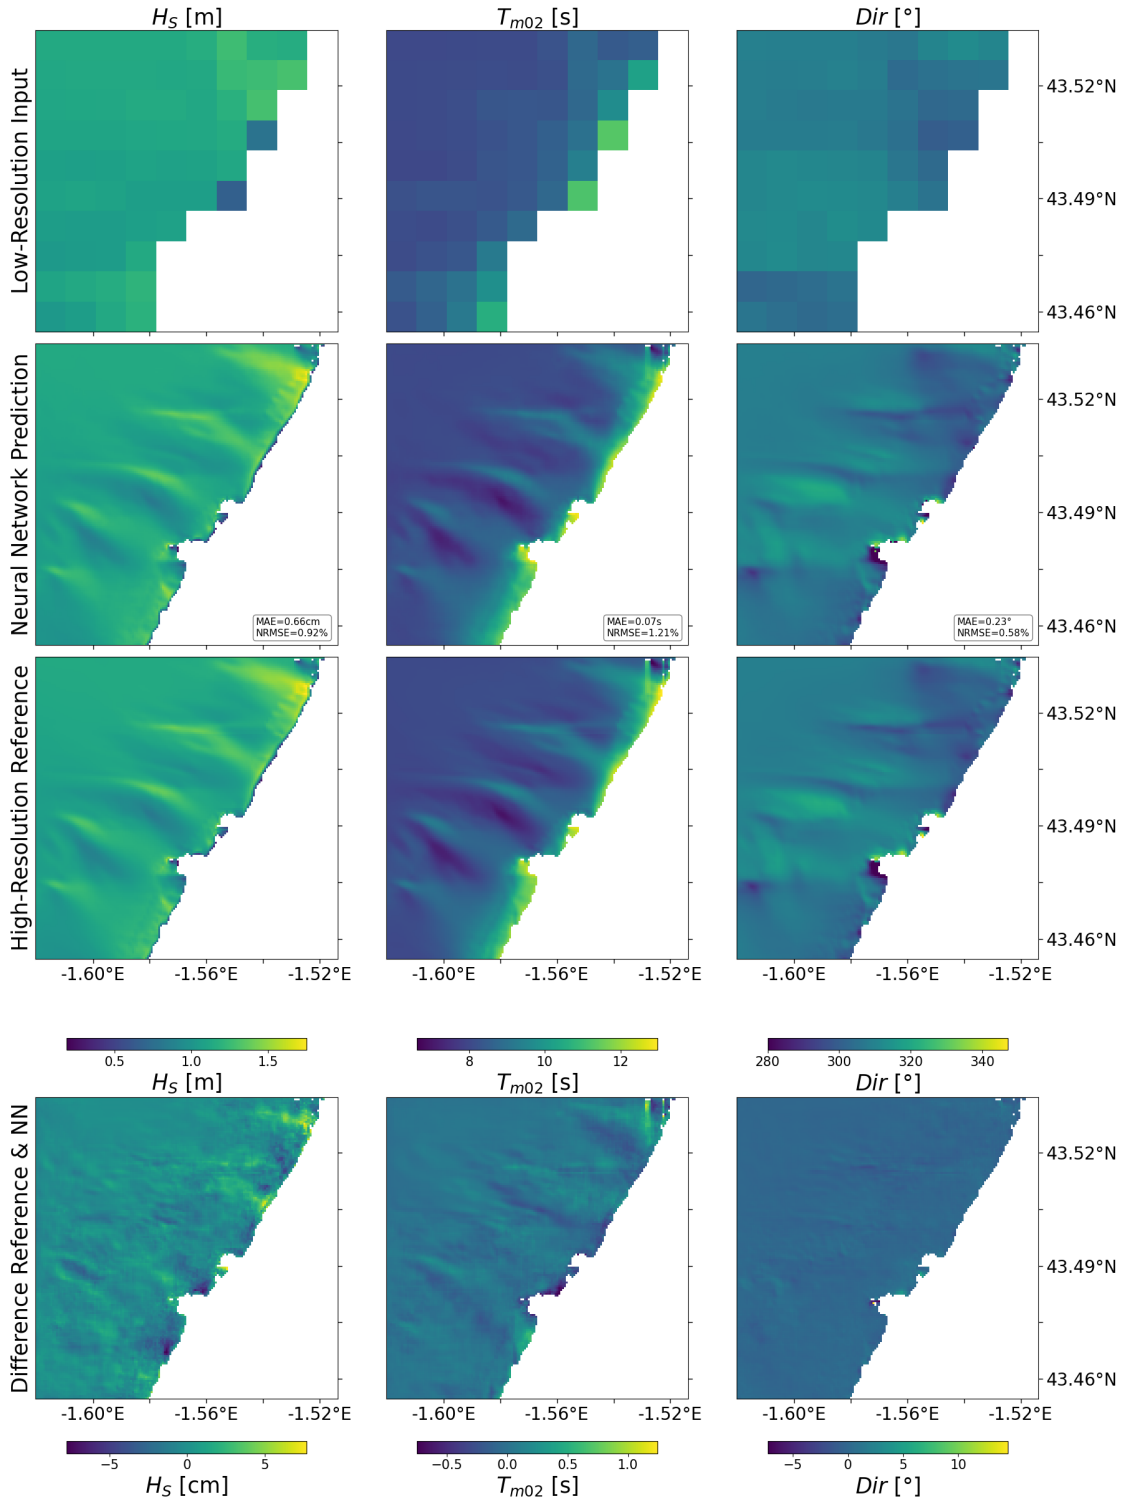 H_S [m]
T_m02 [s]
Dir [°]
Low-Resolution Input
43.52°N
43.49°N
43.46°N
Neural Network Prediction
MAE=0.66cm
NRMSE=0.92%
MAE=0.07s
NRMSE=1.21%
MAE=0.23°
NRMSE=0.58%
43.52°N
43.49°N
43.46°N
High-Resolution Reference
43.52°N
43.49°N
43.46°N
-1.60°E -1.56°E -1.52°E
-1.60°E -1.56°E -1.52°E
-1.60°E -1.56°E -1.52°E
0.5 1.0 1.5
H_S [m]
8 10 12
T_m02 [s]
280 300 320 340
Dir [°]
Difference Reference & NN
43.52°N
43.49°N
43.46°N
-1.60°E -1.56°E -1.52°E
-1.60°E -1.56°E -1.52°E
-1.60°E -1.56°E -1.52°E
−5 0 5
H_S [cm]
−0.5 0.0 0.5 1.0
T_m02 [s]
−5 0 5 10
Dir [°]